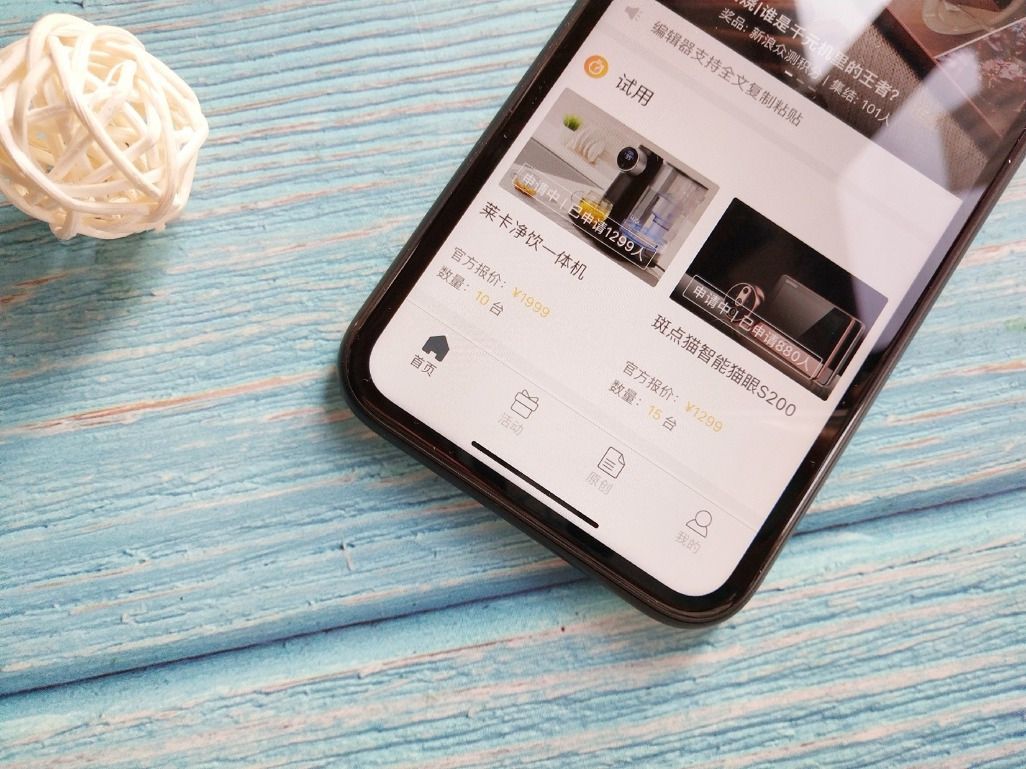 谁是千元机里的王者?
奖品: 新浪众测积 | 集结: 101人
编辑器支持全文复制粘贴
试用
申请中 | 已申请1299人
莱卡净饮一体机
官方报价: ¥1999
数量: 10 台
申请中 | 已申请880人
斑点猫智能猫眼S200
官方报价: ¥1299
数量: 15 台
首页
活动
原创
我的